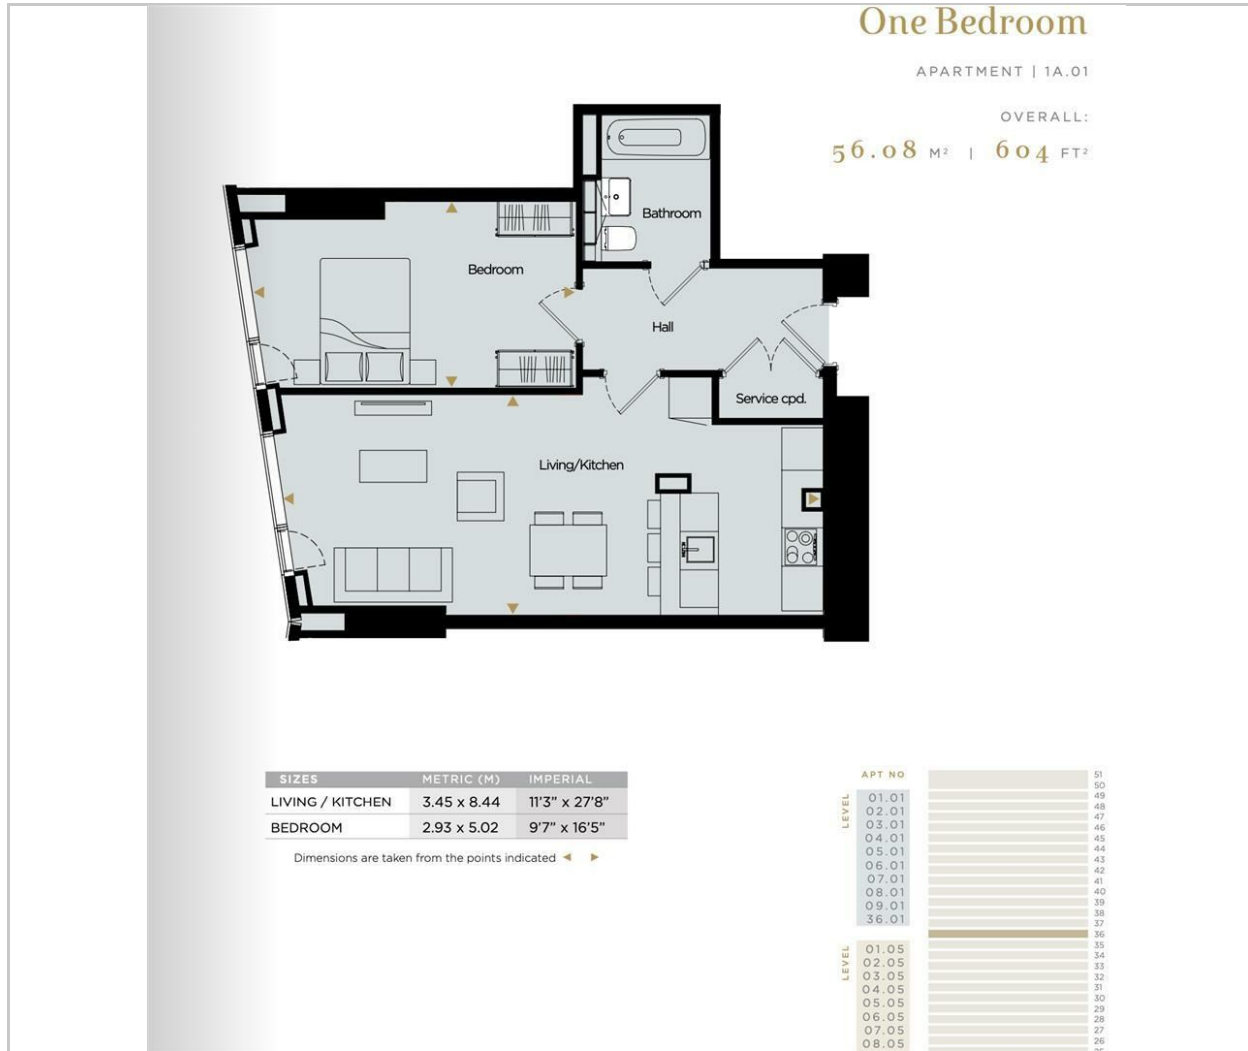 One Bedroom
APARTMENT | 1A.01
OVERALL:
56.08 M² | 604 FT²
Bathroom
Bedroom
Hall
Service cpd.
Living/Kitchen
SIZES METRIC (M) IMPERIAL
LIVING / KITCHEN 3.45 x 8.44 11'3" x 27'8"
BEDROOM 2.93 x 5.02 9'7" x 16'5"
Dimensions are taken from the points indicated
APT NO
LEVEL
01.01
02.01
03.01
04.01
05.01
06.01
07.01
08.01
09.01
36.01
LEVEL
01.05
02.05
03.05
04.05
05.05
06.05
07.05
08.05
51
50
49
48
47
46
45
44
43
42
41
40
39
38
37
36
35
34
33
32
31
30
29
28
27
26